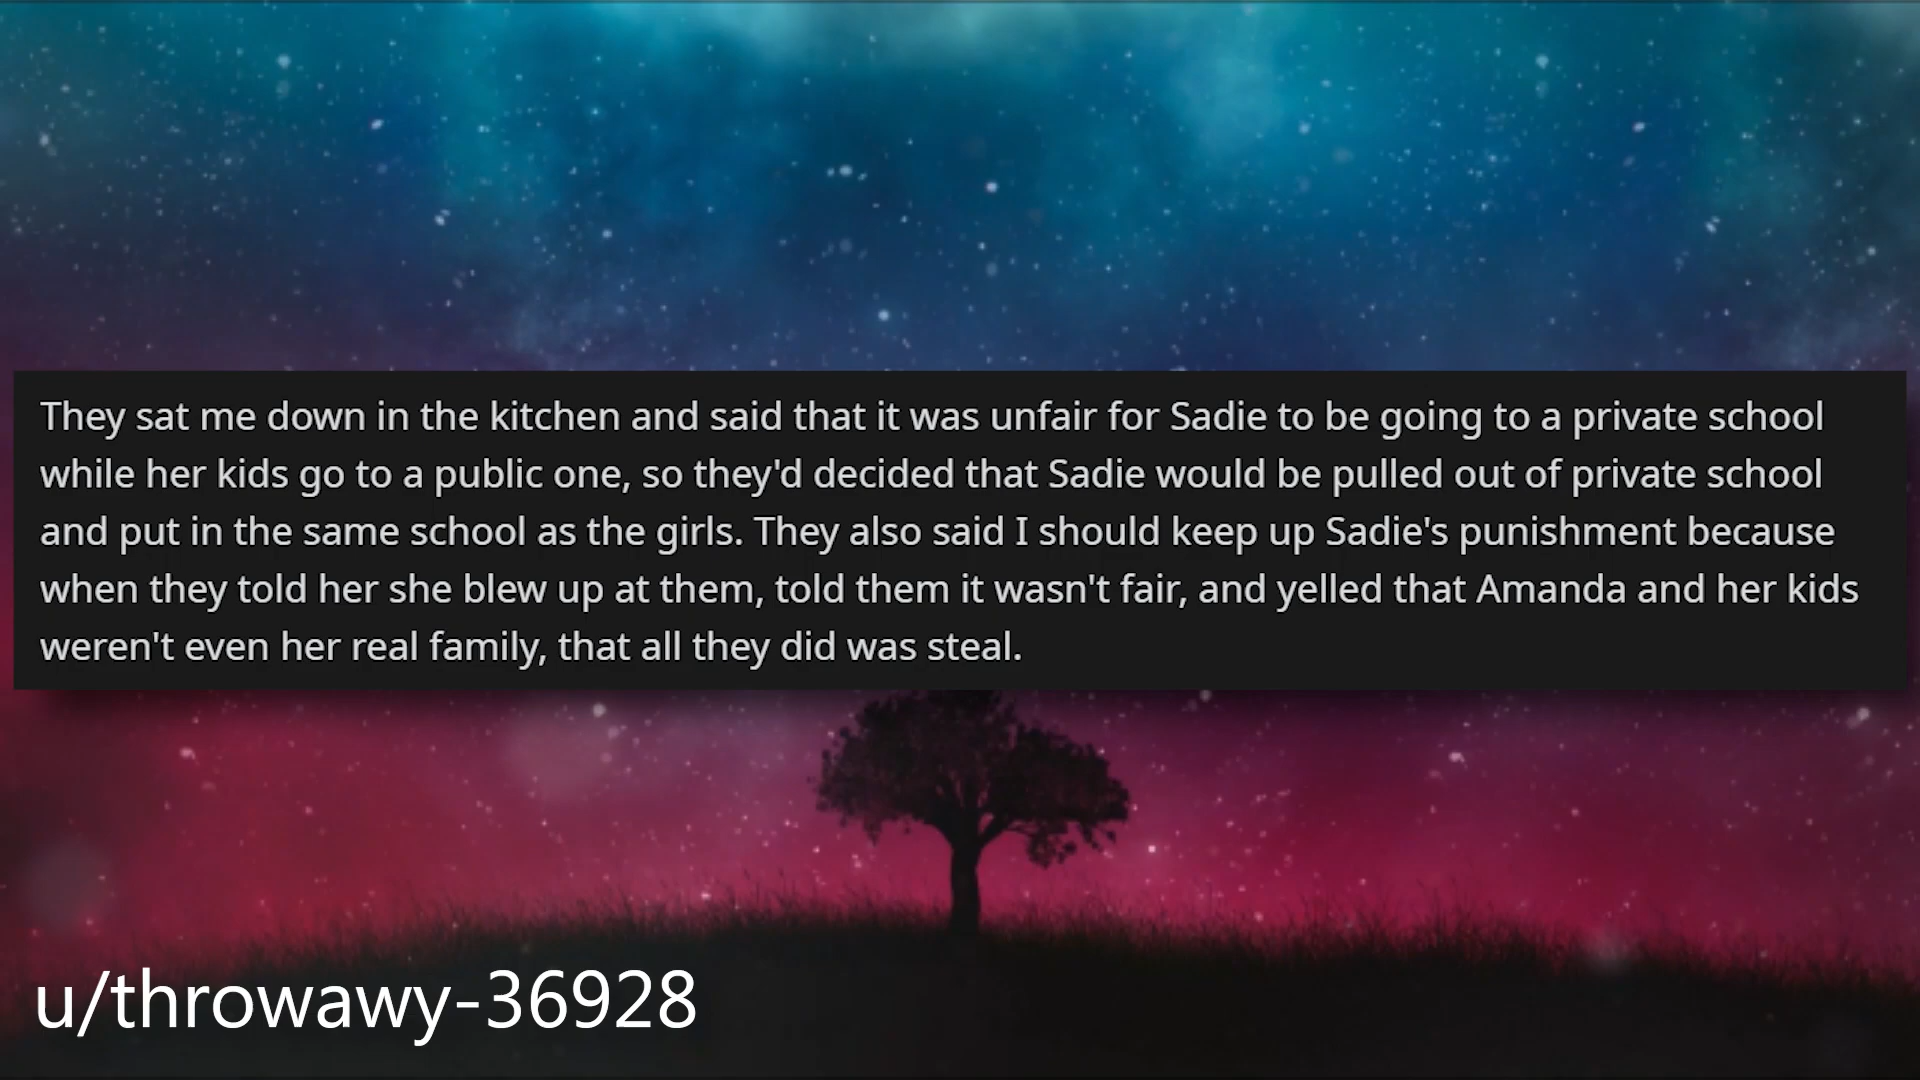 They sat me down in the kitchen and said that it was unfair for Sadie to be going to a private school
while her kids go to a public one, so they'd decided that Sadie would be pulled out of private school
and put in the same school as the girls. They also said I should keep up Sadie's punishment because
when they told her she blew up at them, told them it wasn't fair, and yelled that Amanda and her kids
weren't even her real family, that all they did was steal.
u/throwawy-36928